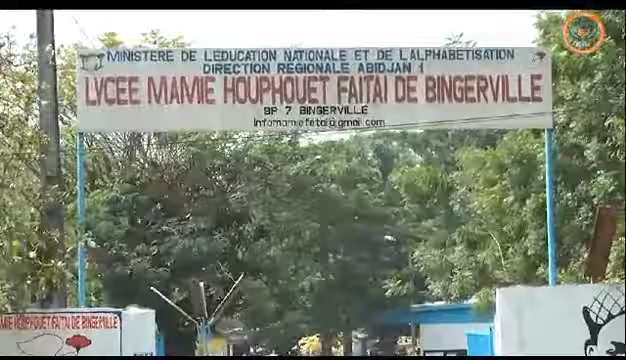 MINISTERE DE LEDUCATION NATIONALE ET DE L'ALPHABETISATION
DIRECTION REGIONALE ABIDJAN 1
LYCEE MAMIE HOUPHOUET FAITAI DE BINGERVILLE
BP 7 BINGERVILLE
infomamiefetai@gmail.com
MAMIE HOUPHOUET FAITAI DE BINGERVILLE